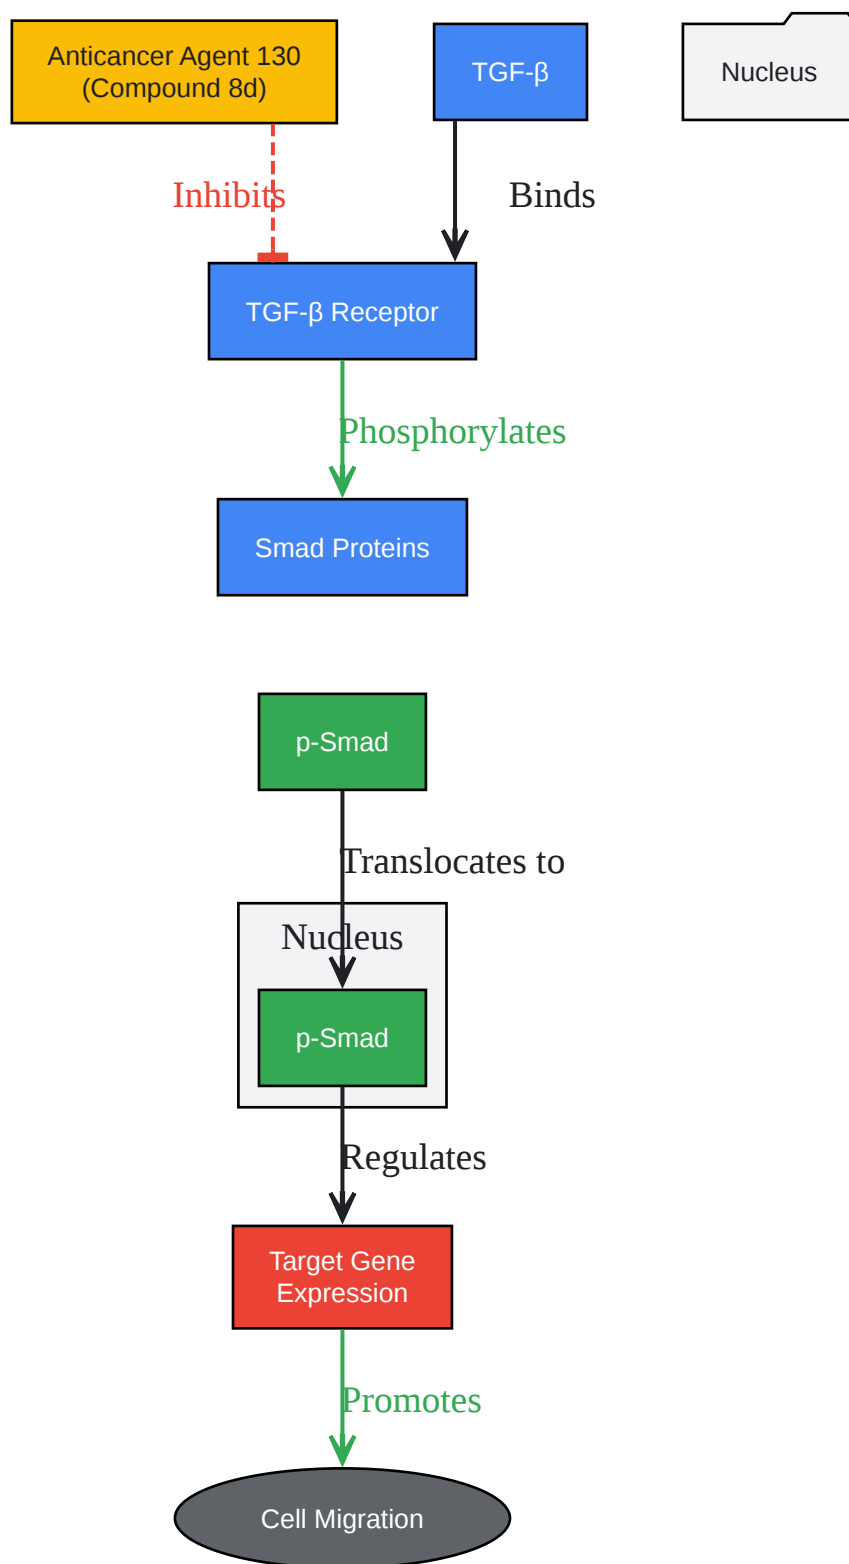 Anticancer Agent 130
(Compound 8d)
TGF-β
Nucleus
Inhibits
Binds
TGF-β Receptor
Phosphorylates
Smad Proteins
p-Smad
Translocates to
Nucleus
p-Smad
Regulates
Target Gene
Expression
Promotes
Cell Migration